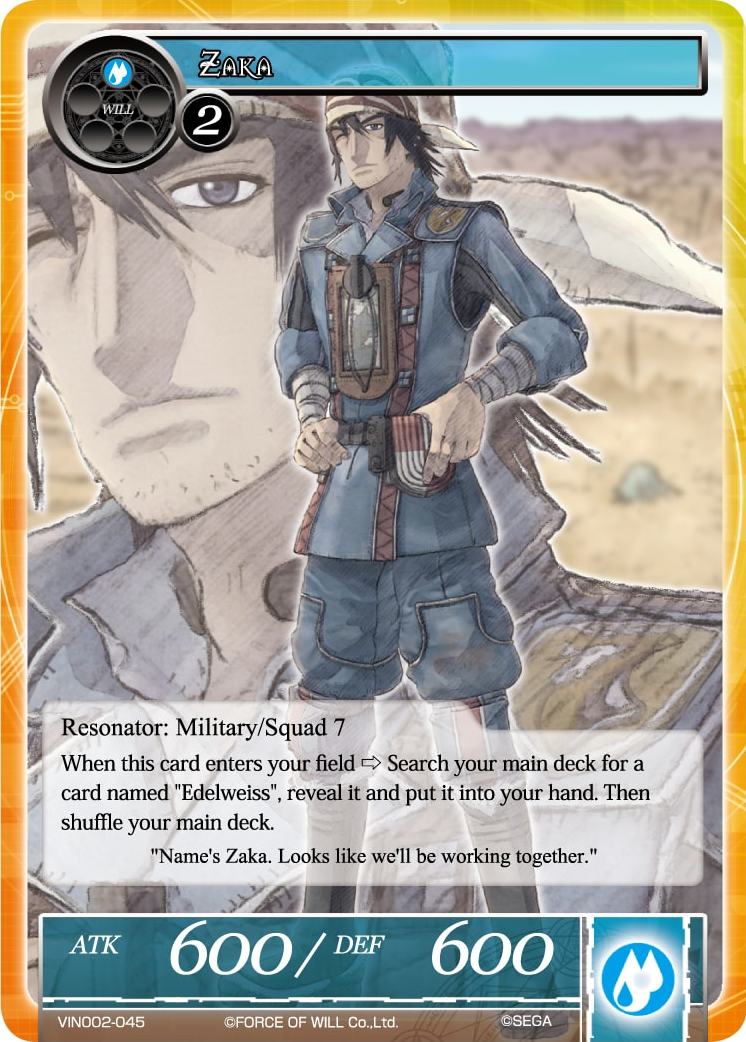 Zaka
WILL
2
Resonator: Military/Squad 7
When this card enters your field ⇨ Search your main deck for a
card named "Edelweiss", reveal it and put it into your hand. Then
shuffle your main deck.
"Name's Zaka. Looks like we'll be working together."
ATK 600 / DEF 600
VIN002-045 ©FORCE OF WILL Co.,Ltd. ©SEGA